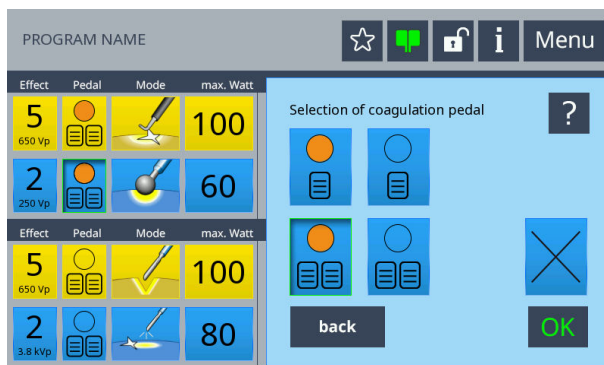 PROGRAM NAME
i
Menu
Effect Pedal Mode max. Watt
5
650 Vp
100
2
250 Vp
60
Effect Pedal Mode max. Watt
5
650 Vp
100
2
3.8 kVp
80
Selection of coagulation pedal
?
back
OK